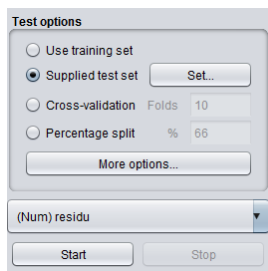 Test options
Use training set
Supplied test set Set...
Cross-validation Folds 10
Percentage split % 66
More options...
(Num) residu
Start Stop